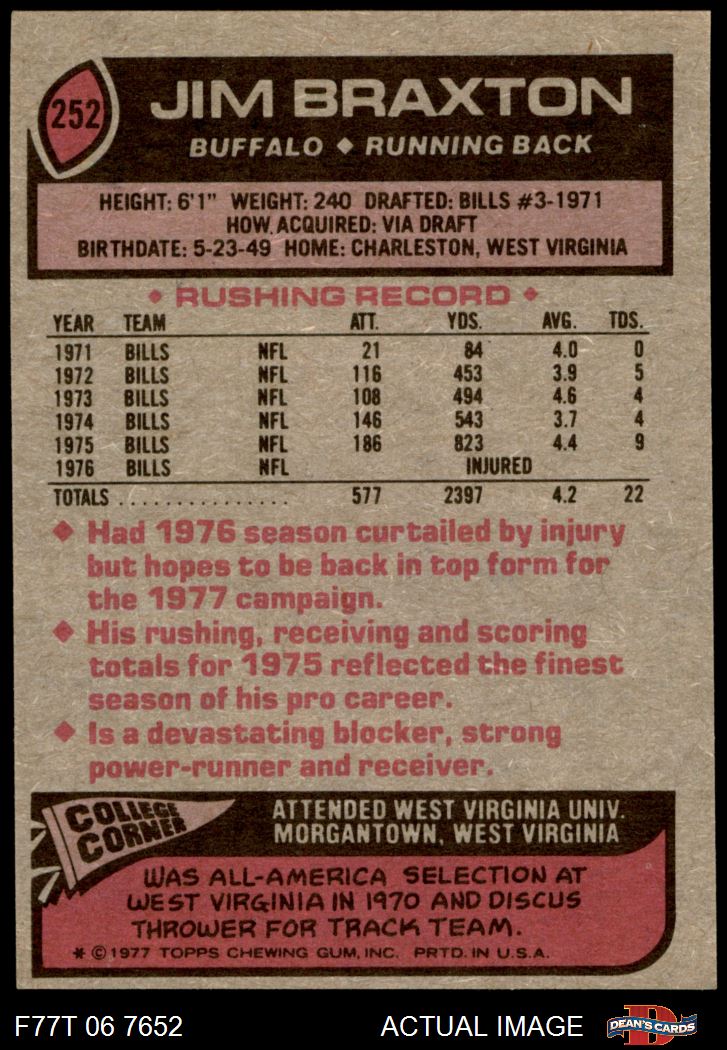 252
JIM BRAXTON
BUFFALO ◆ RUNNING BACK
HEIGHT: 6'1" WEIGHT: 240 DRAFTED: BILLS #3-1971
HOW ACQUIRED: VIA DRAFT
BIRTHDATE: 5-23-49 HOME: CHARLESTON, WEST VIRGINIA
◆ RUSHING RECORD ◆
YEAR TEAM ATT. YDS. AVG. TDS.
1971 BILLS NFL 21 84 4.0 0
1972 BILLS NFL 116 453 3.9 5
1973 BILLS NFL 108 494 4.6 4
1974 BILLS NFL 146 543 3.7 4
1975 BILLS NFL 186 823 4.4 9
1976 BILLS NFL INJURED
TOTALS ................ 577 2397 4.2 22
◆ Had 1976 season curtailed by injury
but hopes to be back in top form for
the 1977 campaign.
◆ His rushing, receiving and scoring
totals for 1975 reflected the finest
season of his pro career.
◆ Is a devastating blocker, strong
power-runner and receiver.
COLLEGE
CORNER
ATTENDED WEST VIRGINIA UNIV.
MORGANTOWN, WEST VIRGINIA
WAS ALL-AMERICA SELECTION AT
WEST VIRGINIA IN 1970 AND DISCUS
THROWER FOR TRACK TEAM.
* © 1977 TOPPS CHEWING GUM, INC. PRTD. IN U.S.A.
F77T 06 7652 ACTUAL IMAGE
D
DEAN'S CARDS